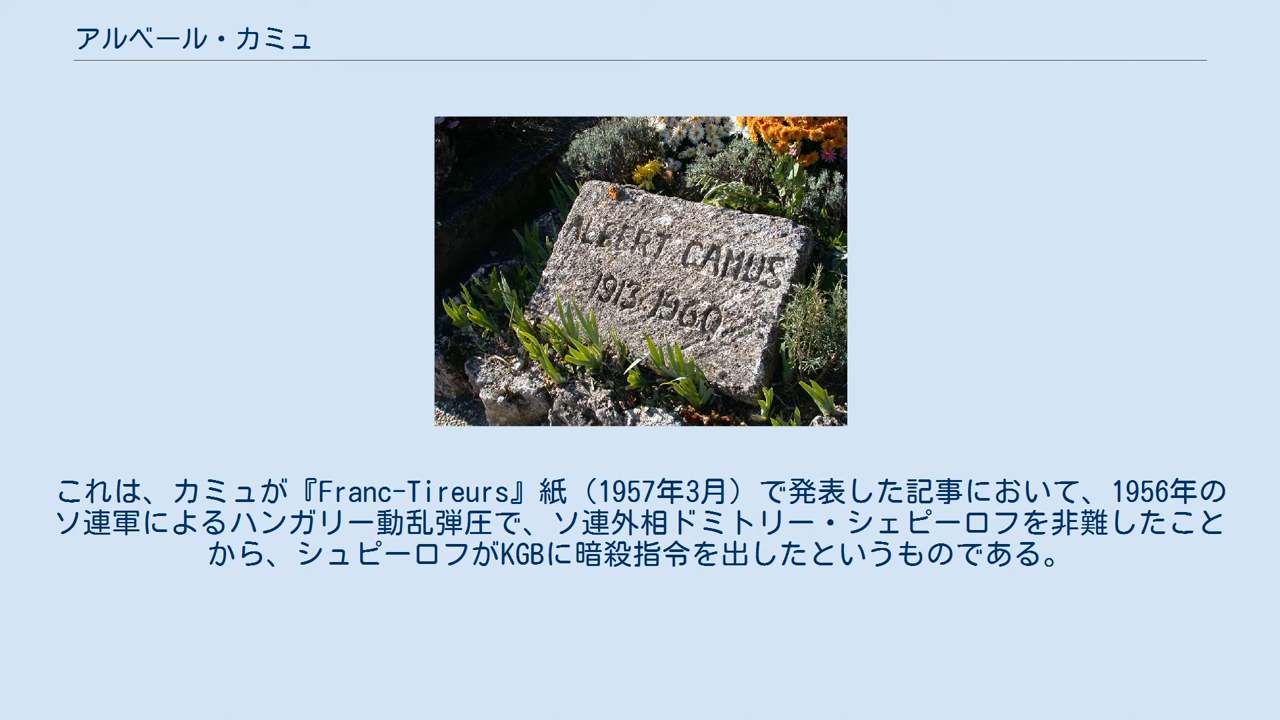 アルベール・カミュ
ALBERT CAMUS
1913-1960
これは、カミュが『Franc-Tireurs』紙（1957年3月）で発表した記事において、1956年の
ソ連軍によるハンガリー動乱弾圧で、ソ連外相ドミトリー・シェピーロフを非難したこと
から、シュピーロフがKGBに暗殺指令を出したというものである。